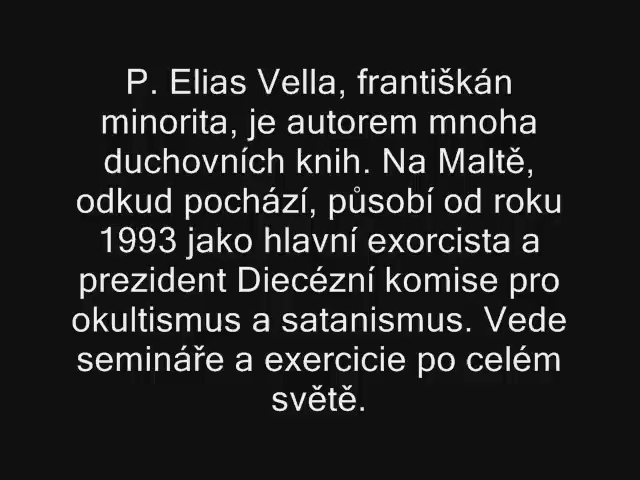 P. Elias Vella, františkán
minorita, je autorem mnoha
duchovních knih. Na Maltě,
odkud pochází, působí od roku
1993 jako hlavní exorcista a
prezident Diecézní komise pro
okultismus a satanismus. Vede
semináře a exercicie po celém
světě.